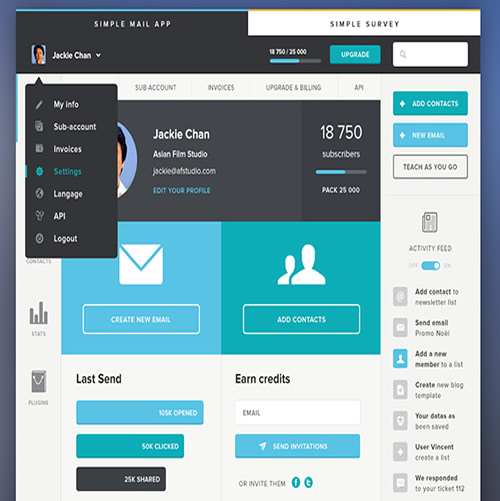 SIMPLE MAIL APP
SIMPLE SURVEY
Jackie Chan
18 750 / 25 000
UPGRADE
My info
Sub-account
Invoices
Settings
Langage
API
Logout
SUB-ACCOUNT
INVOICES
UPGRADE & BILLING
API
Jackie Chan
Asian Film Studio
jackie@afstudio.com
EDIT YOUR PROFILE
18 750
subscribers
PACK 25 000
CONTACTS
STATS
PLUGINS
CREATE NEW EMAIL
ADD CONTACTS
Last Send
105K OPENED
50K CLICKED
25K SHARED
Earn credits
EMAIL
SEND INVITATIONS
OR INVITE THEM
ADD CONTACTS
NEW EMAIL
TEACH AS YOU GO
ACTIVITY FEED
OFF
ON
Add contact to
newsletter list
Send email
Promo Noël
Add a new
member to a list
Create new blog
template
Your datas as
been saved
User Vincent
create a list
We responded
to your ticket 112